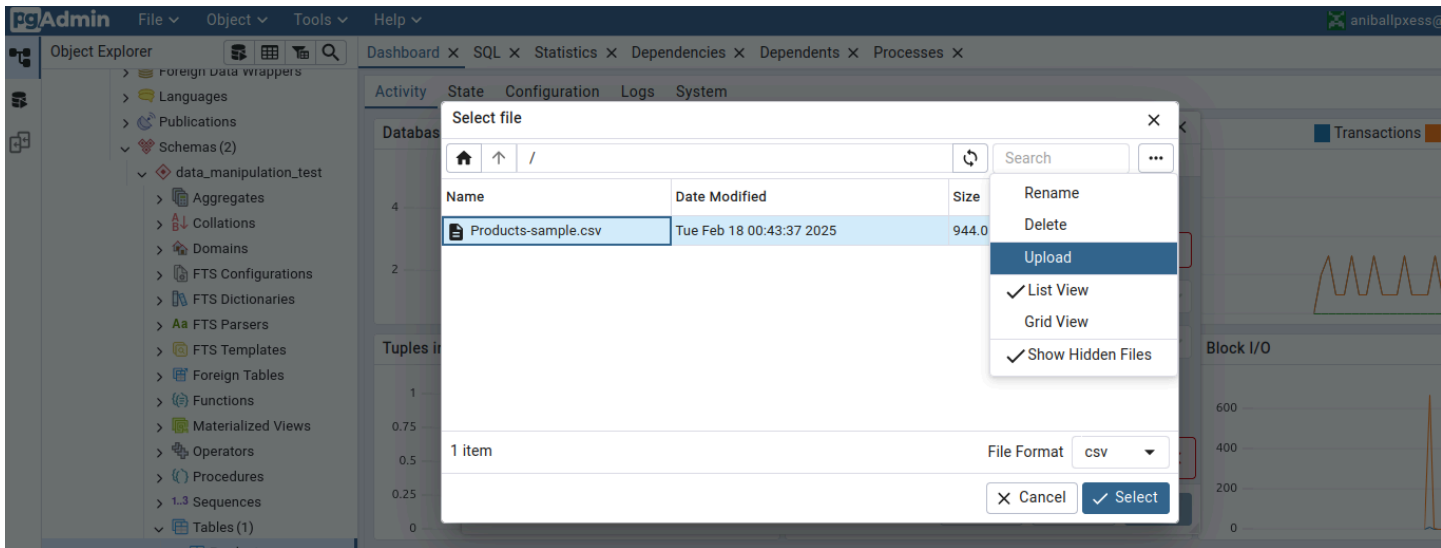 pgAdmin File Object Tools Help aniballpxess@
Object Explorer Dashboard SQL Statistics Dependencies Dependents Processes
Foreign Data Wrappers
Languages
Publications
Schemas (2)
data_manipulation_test
Aggregates
Collations
Domains
FTS Configurations
FTS Dictionaries
FTS Parsers
FTS Templates
Foreign Tables
Functions
Materialized Views
Operators
Procedures
1..3 Sequences
Tables (1)
Activity State Configuration Logs System
Databas
4
2
Tuples in
1
0.75
0.5
0.25
0
Select file
/ Search
Name Date Modified Size
Products-sample.csv Tue Feb 18 00:43:37 2025 944.0
Rename
Delete
Upload
List View
Grid View
Show Hidden Files
1 item File Format csv
Cancel Select
Transactions
Block I/O
600
400
200
0